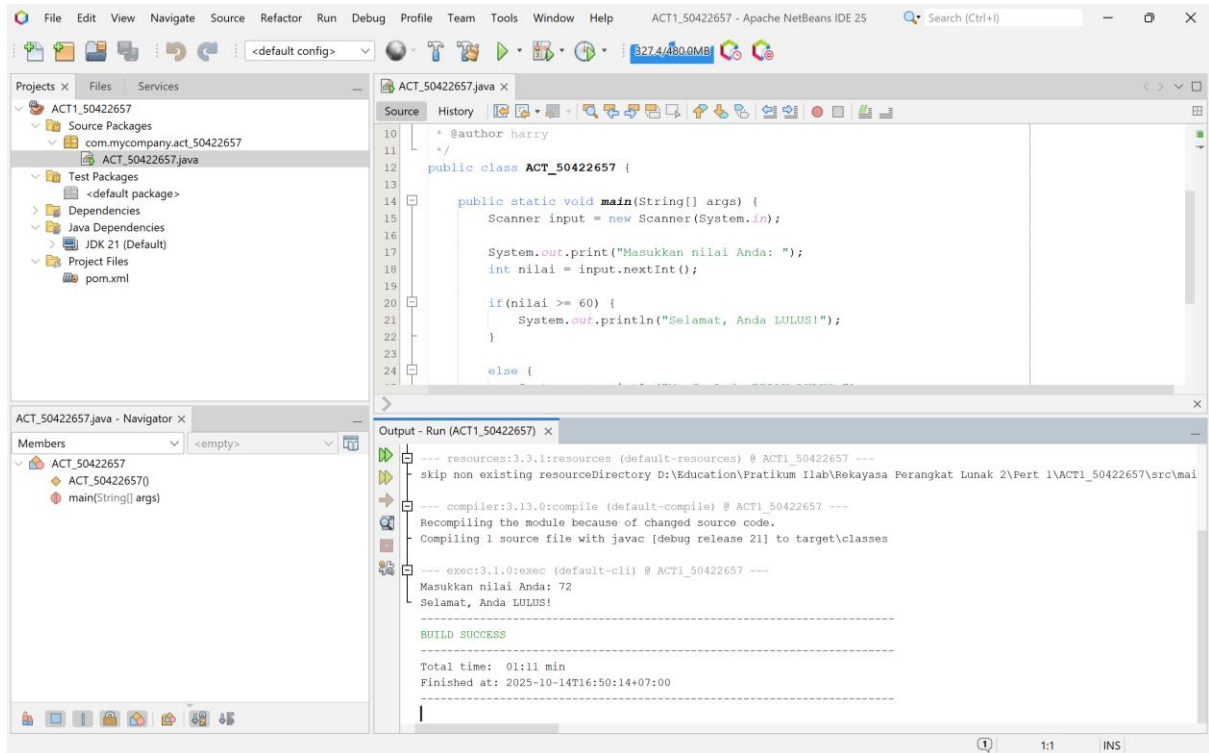 File Edit View Navigate Source Refactor Run Debug Profile Team Tools Window Help ACT1_50422657 - Apache NetBeans IDE 25 Search (Ctrl+I)
<default config> 327.4/480.0MB
Projects Files Services
ACT1_50422657
Source Packages
com.mycompany.act_50422657
ACT_50422657.java
Test Packages
<default package>
Dependencies
Java Dependencies
JDK 21 (Default)
Project Files
pom.xml
ACT_50422657.java
Source History
10 * @author harry
11 */
12 public class ACT_50422657 {
13
14 public static void main(String[] args) {
15 Scanner input = new Scanner(System.in);
16
17 System.out.print("Masukkan nilai Anda: ");
18 int nilai = input.nextInt();
19
20 if(nilai >= 60) {
21 System.out.println("Selamat, Anda LULUS!");
22 }
23
24 else {
ACT_50422657.java - Navigator
Members <empty>
ACT_50422657
ACT_50422657()
main(String[] args)
Output - Run (ACT1_50422657)
--- resources:3.3.1:resources (default-resources) @ ACT1_50422657 ---
skip non existing resourceDirectory D:\Education\Pratikum Ilab\Rekayasa Perangkat Lunak 2\Pert 1\ACT1_50422657\src\mai
--- compiler:3.13.0:compile (default-compile) @ ACT1_50422657 ---
Recompiling the module because of changed source code.
Compiling 1 source file with javac [debug release 21] to target\classes
--- exec:3.1.0:exec (default-cli) @ ACT1_50422657 ---
Masukkan nilai Anda: 72
Selamat, Anda LULUS!
------------------------------------------------------------------------
BUILD SUCCESS
------------------------------------------------------------------------
Total time: 01:11 min
Finished at: 2025-10-14T16:50:14+07:00
------------------------------------------------------------------------
1 1:1 INS